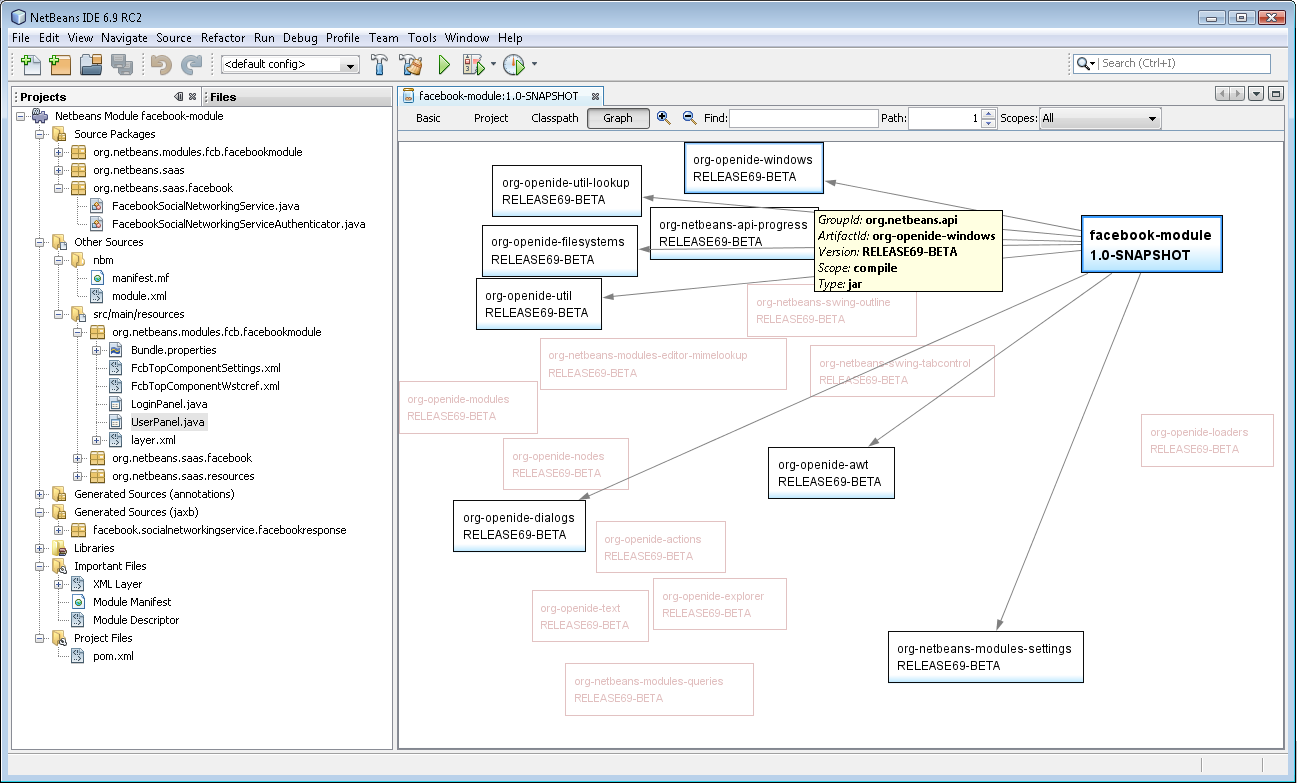 NetBeans IDE 6.9 RC2
File Edit View Navigate Source Refactor Run Debug Profile Team Tools Window Help
<default config>
Search (Ctrl+I)
Projects
Files
Netbeans Module facebook-module
Source Packages
org.netbeans.modules.fcb.facebookmodule
org.netbeans.saas
org.netbeans.saas.facebook
FacebookSocialNetworkingService.java
FacebookSocialNetworkingServiceAuthenticator.java
Other Sources
nbm
manifest.mf
module.xml
src/main/resources
org.netbeans.modules.fcb.facebookmodule
Bundle.properties
FcbTopComponentSettings.xml
FcbTopComponentWstcref.xml
LoginPanel.java
UserPanel.java
layer.xml
org.netbeans.saas.facebook
org.netbeans.saas.resources
Generated Sources (annotations)
Generated Sources (jaxb)
facebook.socialnetworkingservice.facebookresponse
Libraries
Important Files
XML Layer
Module Manifest
Module Descriptor
Project Files
pom.xml
facebook-module:1.0-SNAPSHOT
Basic Project Classpath Graph Find: Path: 1 Scopes: All
org-openide-windows
RELEASE69-BETA
org-openide-util-lookup
RELEASE69-BETA
org-netbeans-api-progress
RELEASE69-BETA
GroupId: org.netbeans.api
ArtifactId: org-openide-windows
Version: RELEASE69-BETA
Scope: compile
Type: jar
facebook-module
1.0-SNAPSHOT
org-openide-filesystems
RELEASE69-BETA
org-openide-util
RELEASE69-BETA
org-netbeans-swing-outline
RELEASE69-BETA
org-netbeans-modules-editor-mimelookup
RELEASE69-BETA
org-netbeans-swing-tabcontrol
RELEASE69-BETA
org-openide-modules
RELEASE69-BETA
org-openide-loaders
RELEASE69-BETA
org-openide-nodes
RELEASE69-BETA
org-openide-awt
RELEASE69-BETA
org-openide-dialogs
RELEASE69-BETA
org-openide-actions
RELEASE69-BETA
org-openide-explorer
RELEASE69-BETA
org-openide-text
RELEASE69-BETA
org-netbeans-modules-settings
RELEASE69-BETA
org-netbeans-modules-queries
RELEASE69-BETA